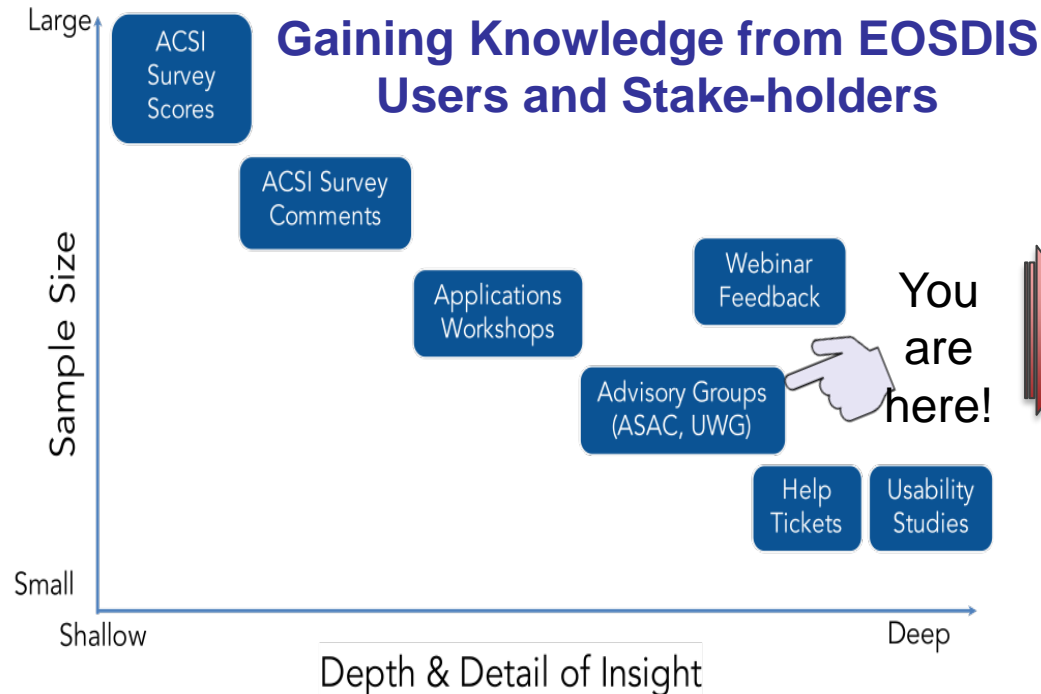 Gaining Knowledge from EOSDIS
Users and Stake-holders
Large
ACSI
Survey
Scores
ACSI Survey
Comments
Sample Size
Applications
Workshops
Webinar
Feedback
You
are
here!
Advisory Groups
(ASAC, UWG)
Help
Tickets
Usability
Studies
Small
Shallow
Deep
Depth & Detail of Insight